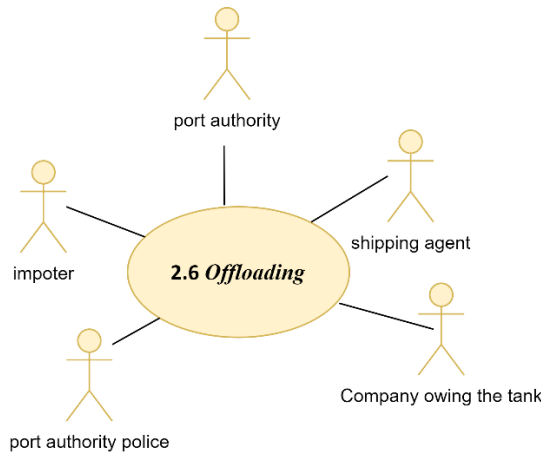 port authority
shipping agent
impoter
2.6 Offloading
Company owing the tank
port authority police